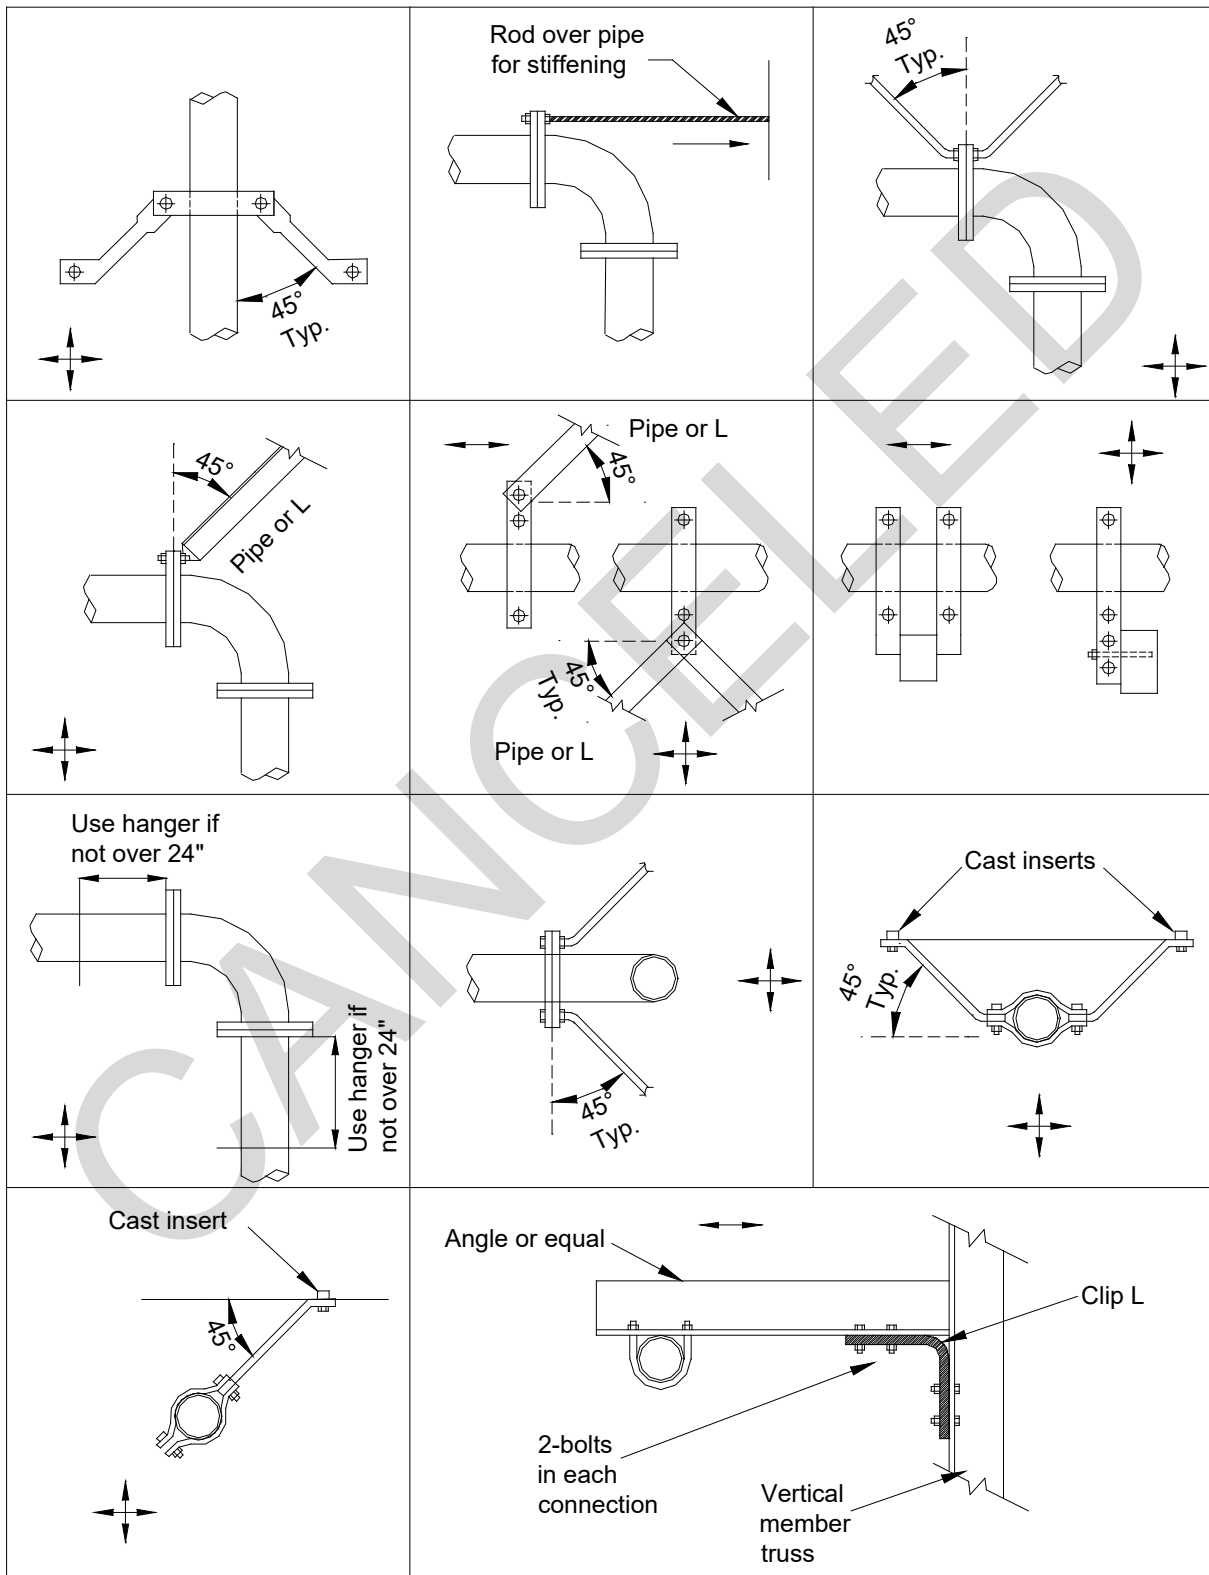 45°
Typ.
Rod over pipe
for stiffening
45°
Typ.
45°
Pipe or L
Pipe or L
45°
45°
Typ.
Pipe or L
Use hanger if
not over 24"
Use hanger if
not over 24"
45°
Typ.
Cast inserts
45°
Typ.
Cast insert
45°
Angle or equal
Clip L
2-bolts
in each
connection
Vertical
member
truss
CANCELED